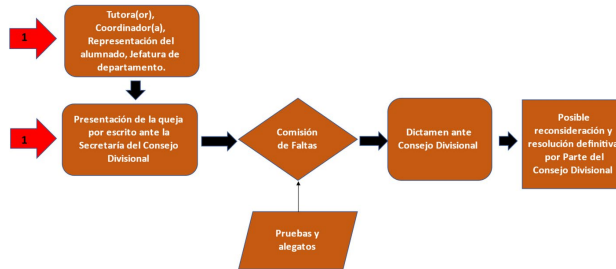 1
Tutora(or),
Coordinador(a),
Representación del
alumnado, Jefatura de
departamento.
1
Presentación de la queja
por escrito ante la
Secretaría del Consejo
Divisional
Comisión
de Faltas
Dictamen ante
Consejo Divisional
Posible
reconsideración y
resolución definitiva
por Parte del
Consejo Divisional
Pruebas y
alegatos